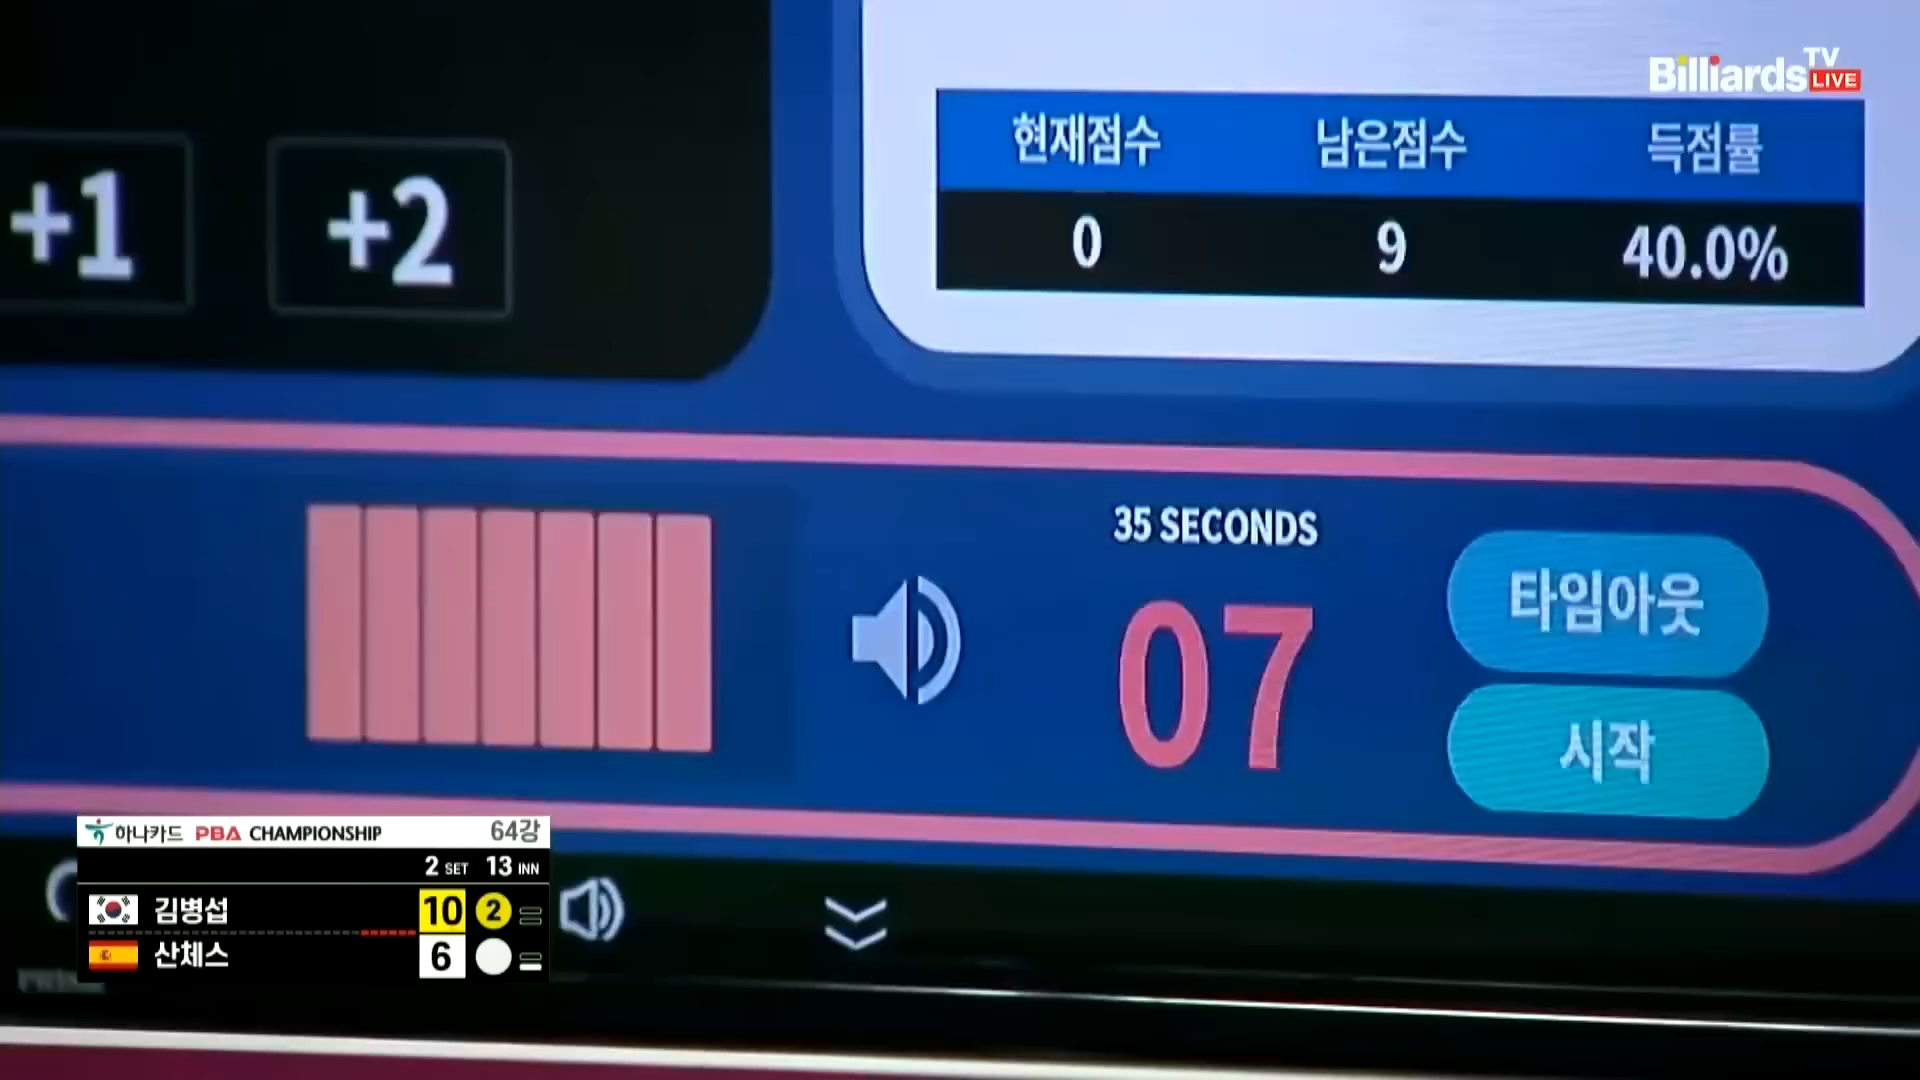 Billiards TV LIVE
현재점수 남은점수 득점률
0 9 40.0%
+1 +2
35 SECONDS
07
타임아웃
시작
하나카드 PBA CHAMPIONSHIP 64강
2 SET 13 INN
김병섭 10 2
산체스 6